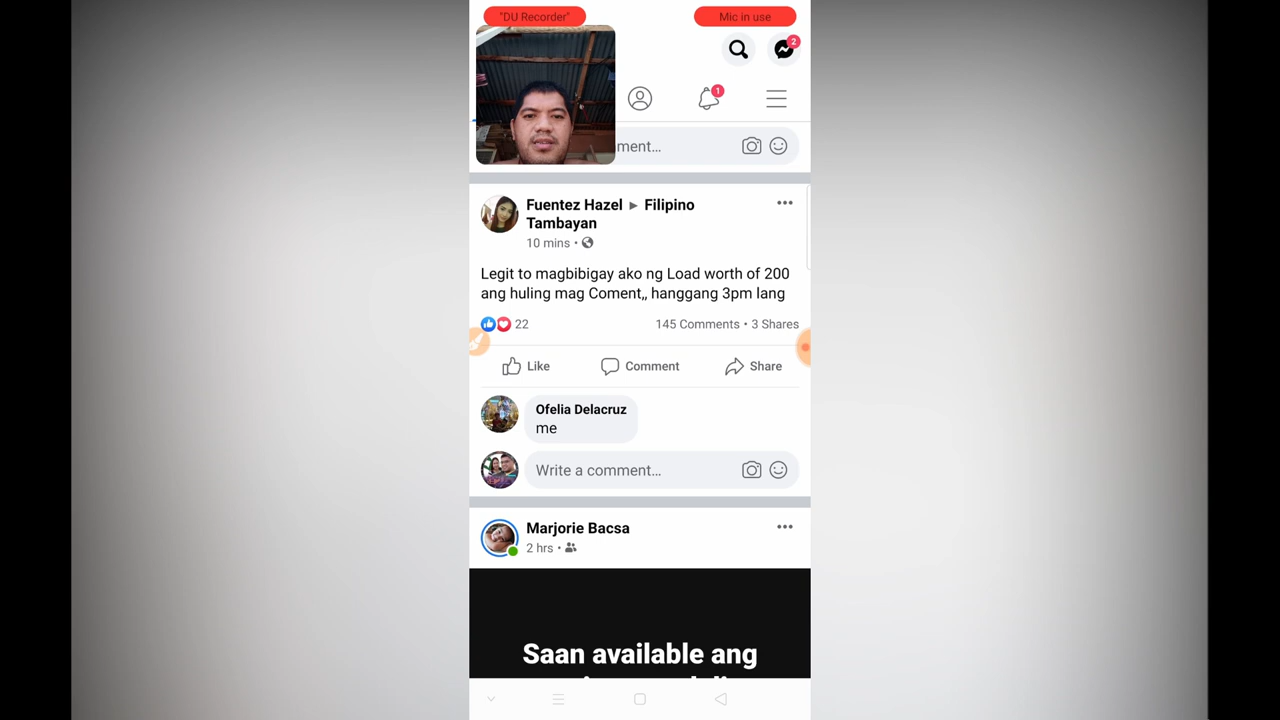 "DU Recorder"
Mic in use
2
1
ment...
Fuentez Hazel ▸ Filipino
Tambayan
10 mins •
Legit to magbibigay ako ng Load worth of 200
ang huling mag Coment,, hanggang 3pm lang
22
145 Comments • 3 Shares
Like
Comment
Share
Ofelia Delacruz
me
Write a comment...
Marjorie Bacsa
2 hrs •
Saan available ang